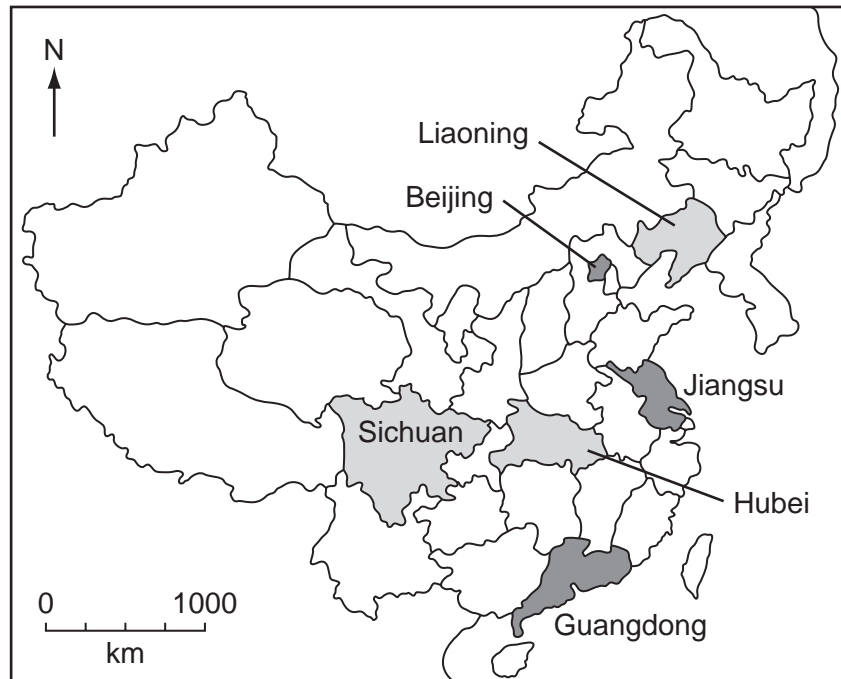 N
Liaoning
Beijing
Jiangsu
Sichuan
Hubei
0 1000
km
Guangdong